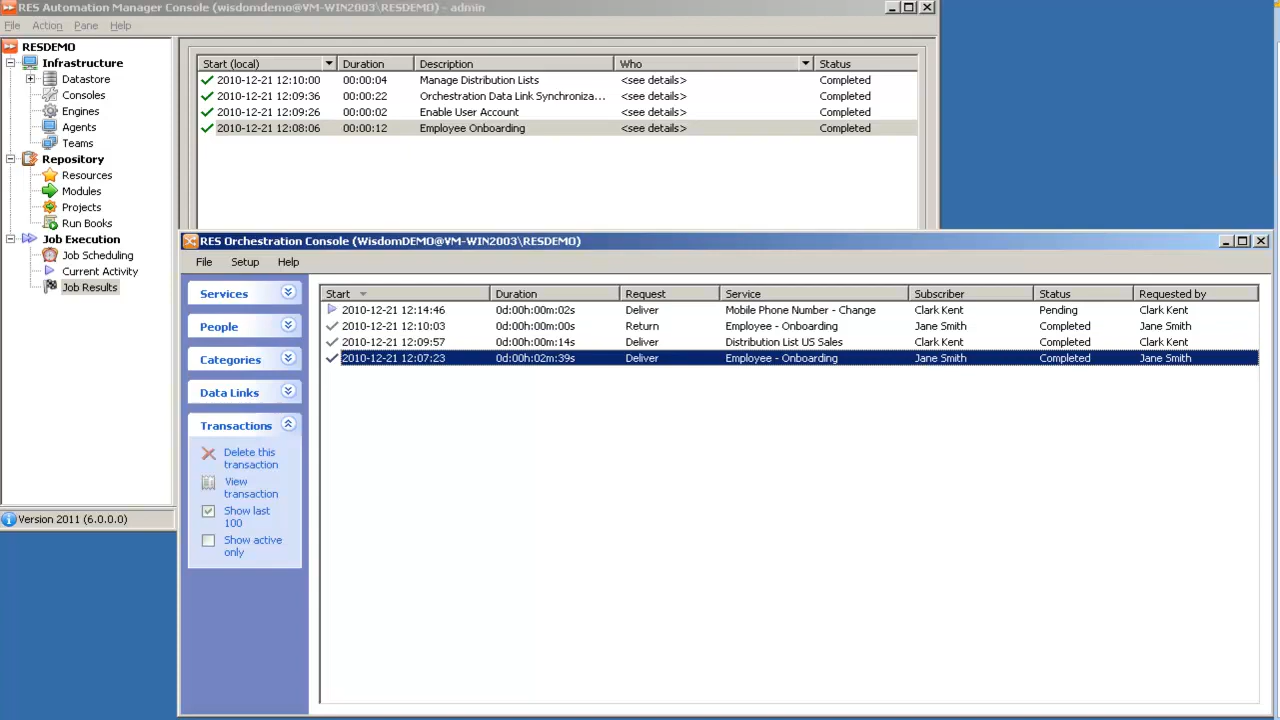 RES Automation Manager Console (wisdomdemo@VM-WIN2003\RESDEMO) - admin
File Action Pane Help
RESDEMO
Infrastructure
Datastore
Consoles
Engines
Agents
Teams
Repository
Resources
Modules
Projects
Run Books
Job Execution
Job Scheduling
Current Activity
Job Results
Version 2011 (6.0.0.0)
Start (local) Duration Description Who Status
2010-12-21 12:10:00 00:00:04 Manage Distribution Lists <see details> Completed
2010-12-21 12:09:36 00:00:22 Orchestration Data Link Synchroniza... <see details> Completed
2010-12-21 12:09:26 00:00:02 Enable User Account <see details> Completed
2010-12-21 12:08:06 00:00:12 Employee Onboarding <see details> Completed
RES Orchestration Console (WisdomDEMO@VM-WIN2003\RESDEMO)
File Setup Help
Services
People
Categories
Data Links
Transactions
Delete this
transaction
View
transaction
Show last
100
Show active
only
Start Duration Request Service Subscriber Status Requested by
2010-12-21 12:14:46 0d:00h:00m:02s Deliver Mobile Phone Number - Change Clark Kent Pending Clark Kent
2010-12-21 12:10:03 0d:00h:00m:02s Return Employee - Onboarding Jane Smith Completed Jane Smith
2010-12-21 12:09:57 0d:00h:00m:14s Deliver Distribution List US Sales Clark Kent Completed Clark Kent
2010-12-21 12:07:23 0d:00h:02m:39s Deliver Employee - Onboarding Jane Smith Completed Jane Smith